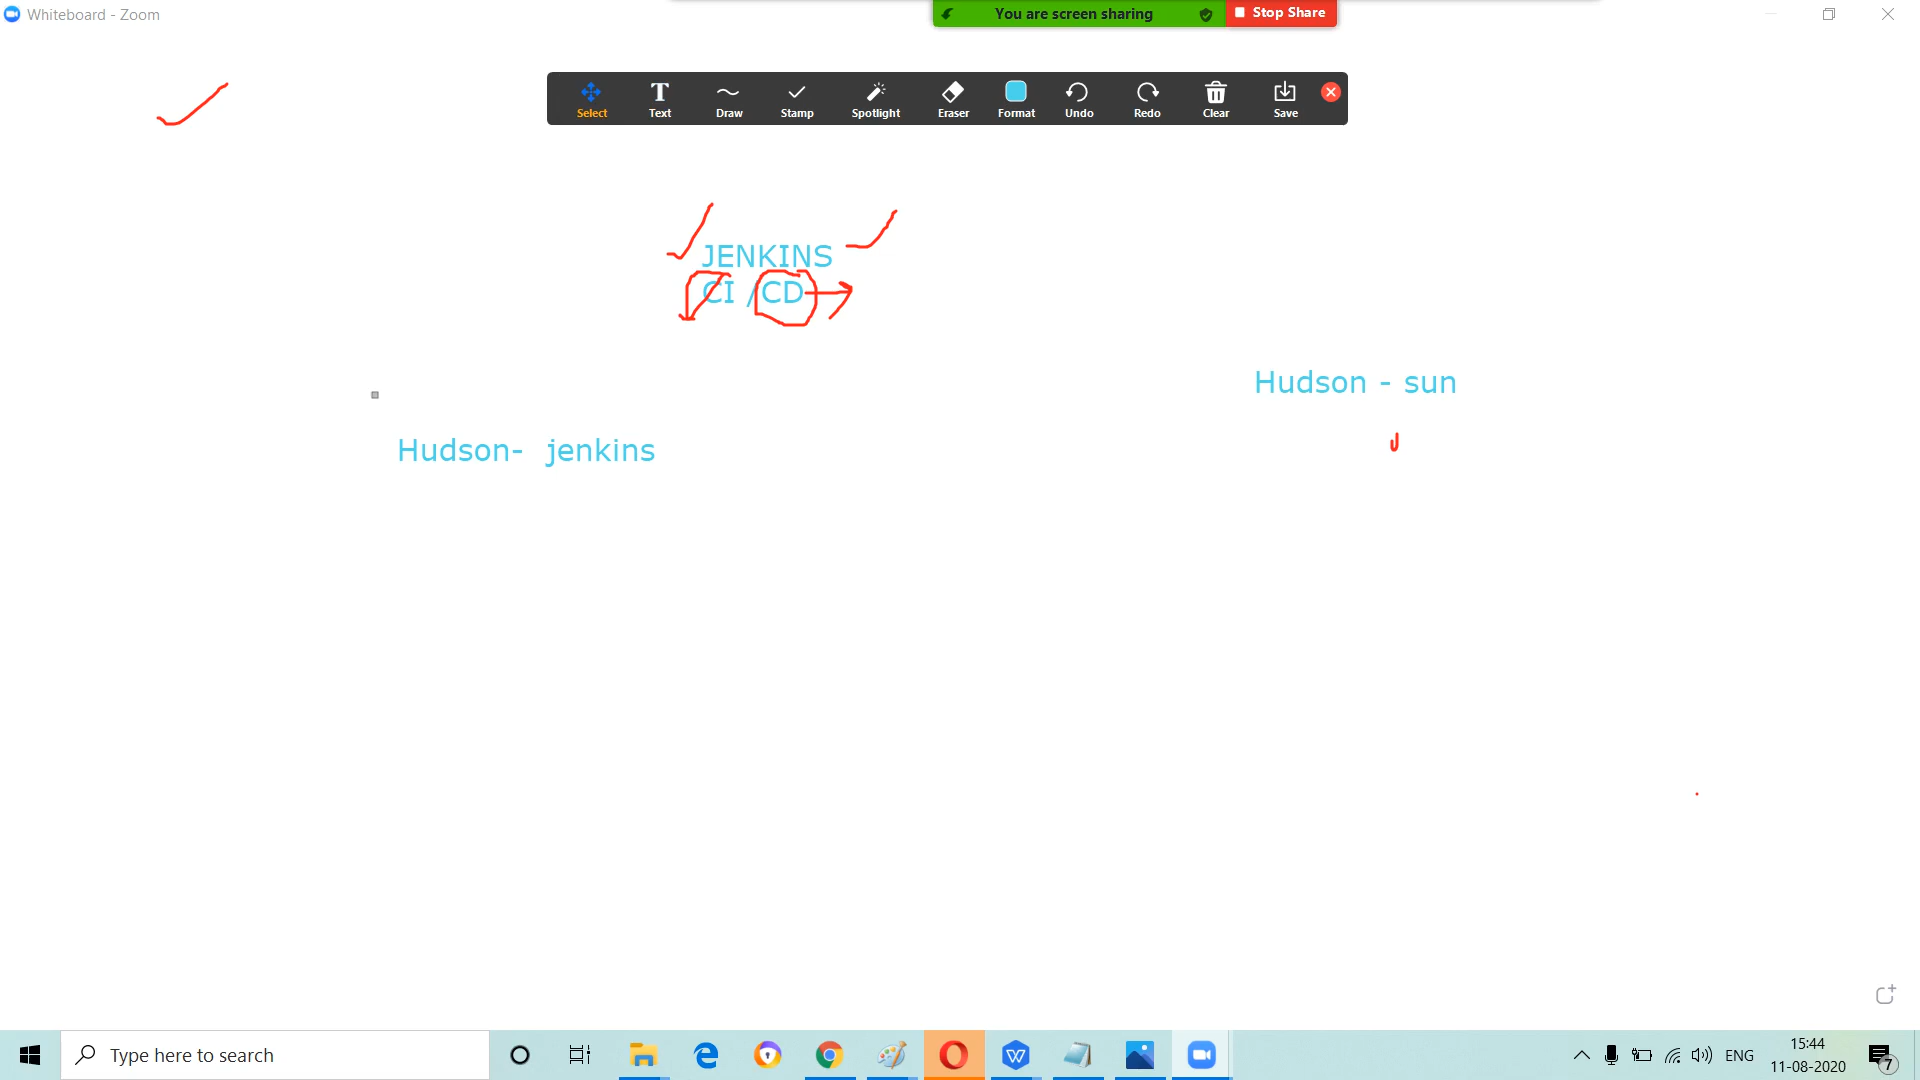 Whiteboard - Zoom
You are screen sharing
Stop Share
Select Text Draw Stamp Spotlight Eraser Format Undo Redo Clear Save
JENKINS
CI / CD
Hudson - sun
Hudson- jenkins
Type here to search
ENG
15:44
11-08-2020
7